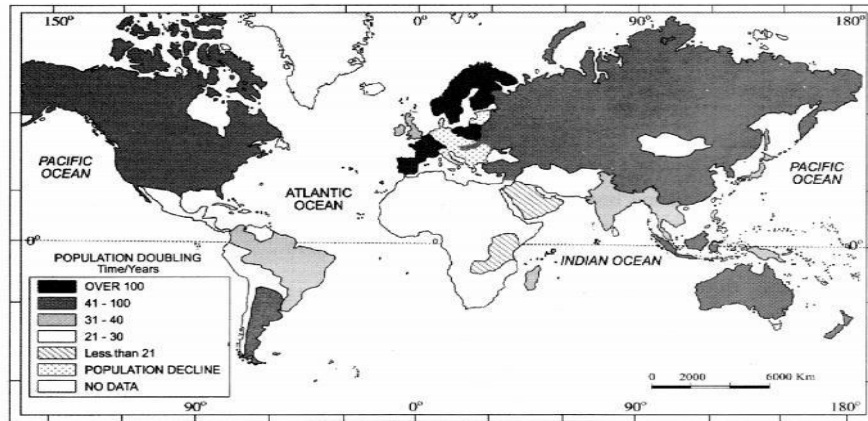 150° 0° 90° 180°
PACIFIC
OCEAN
ATLANTIC
OCEAN
PACIFIC
OCEAN
0° 0 0°
INDIAN OCEAN
POPULATION DOUBLING
Time/Years
OVER 100
41 - 100
31 - 40
21 - 30
Less than 21
POPULATION DECLINE
NO DATA
0 2000 6000 Km
90° 0° 90° 180°